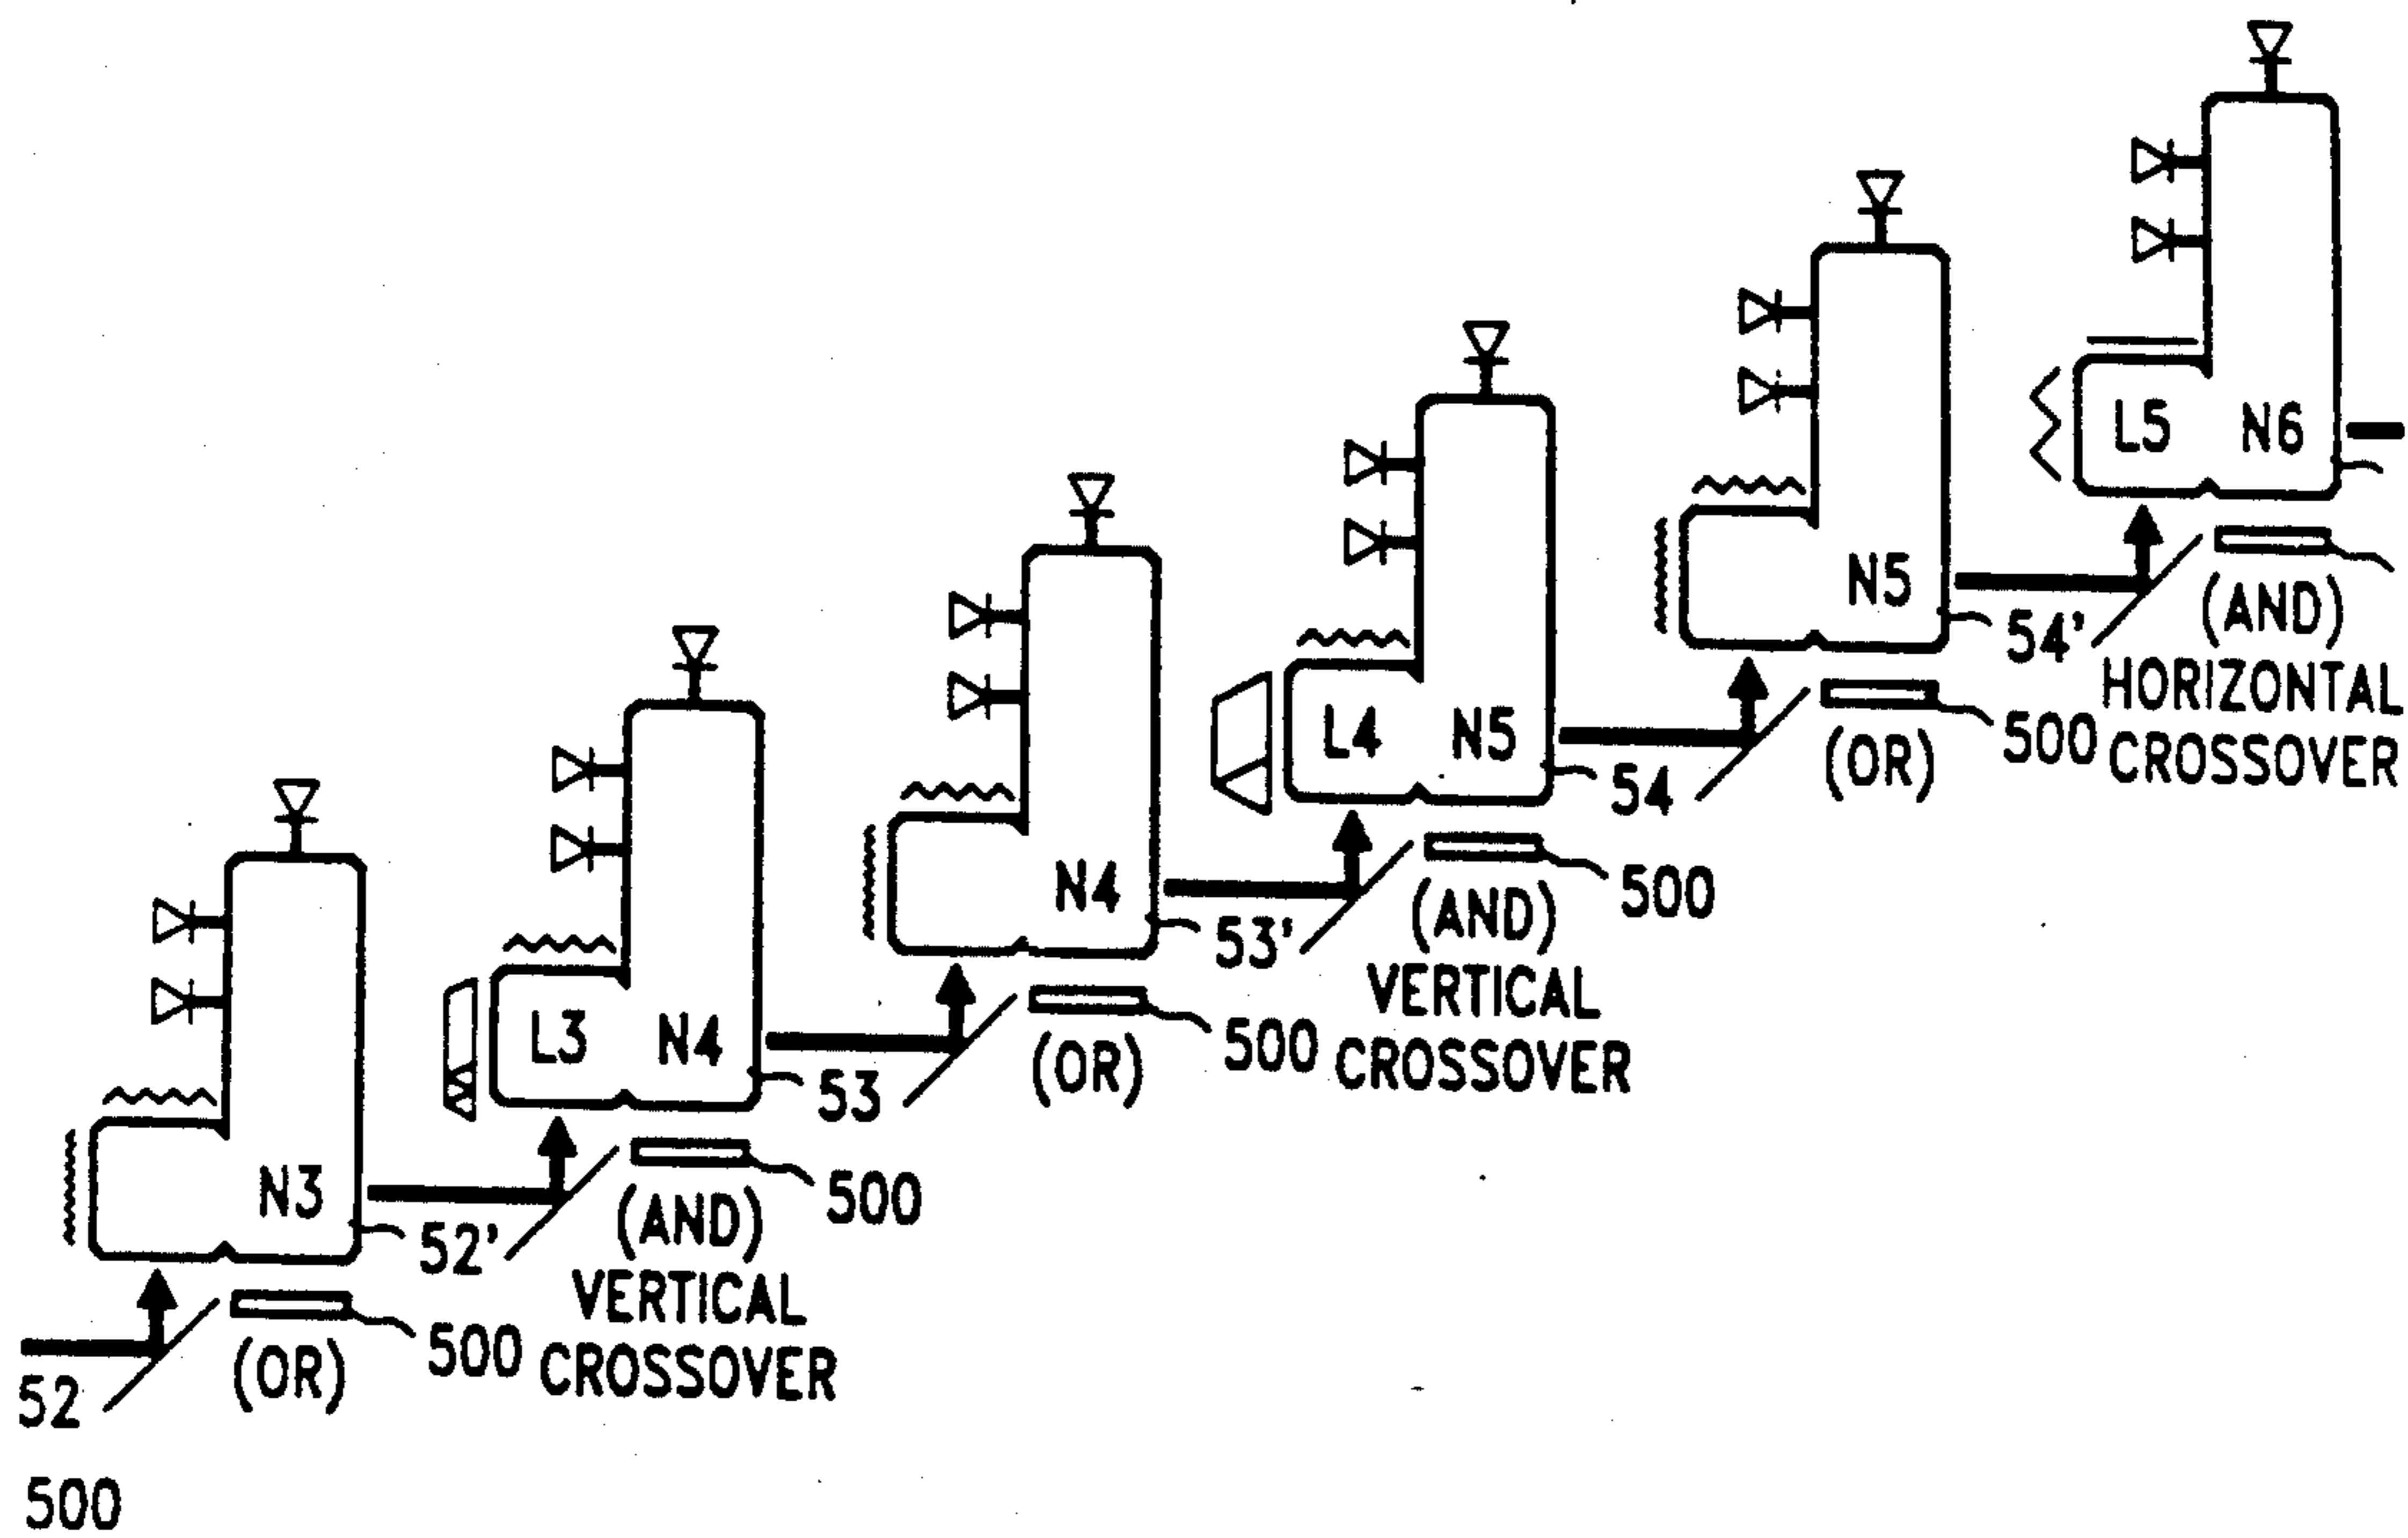 L5 N6
N5
54'
(AND)
HORIZONTAL
CROSSOVER
L4 N5
54
(OR)
500
N4
53'
(AND)
VERTICAL
CROSSOVER
500
L3 N4
53
(OR)
500
N3
52'
(AND)
VERTICAL
CROSSOVER
500
52
(OR)
500
500